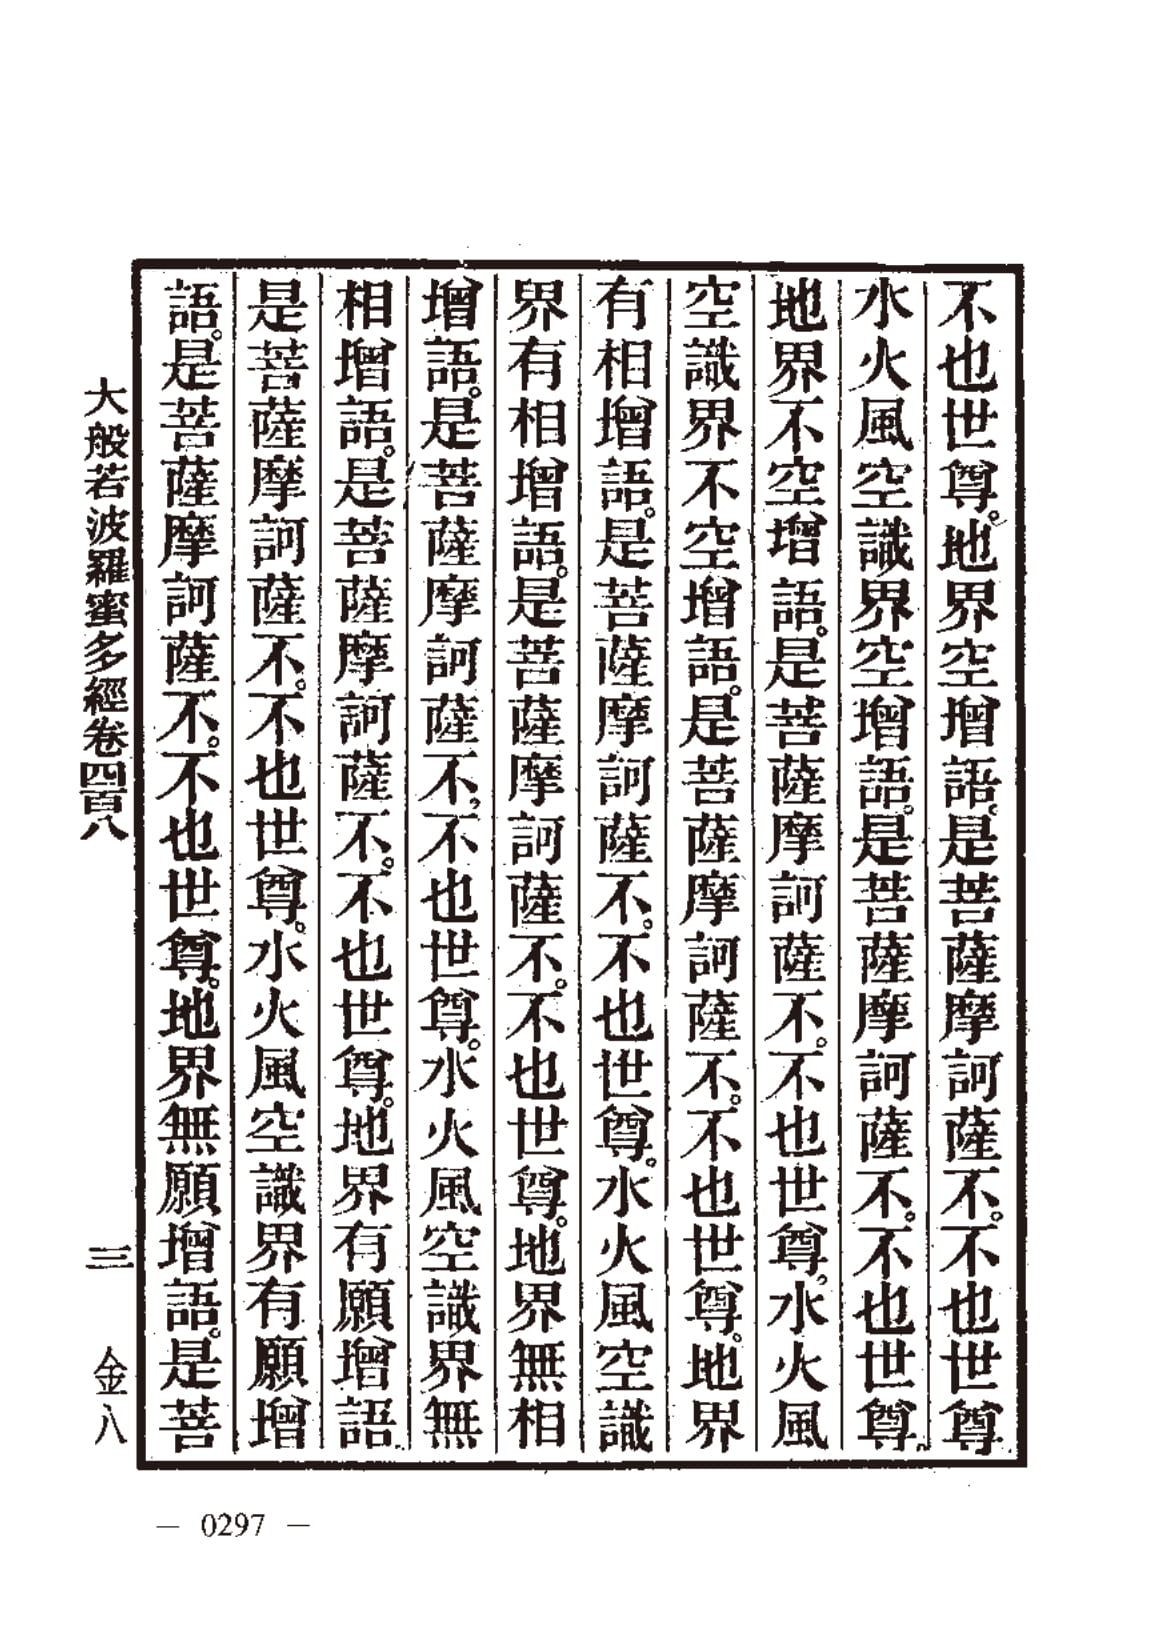 不也世尊。地界空增語。是菩薩摩訶薩不。不也世尊
水火風空識界空增語。是菩薩摩訶薩不。不也世尊。
地界不空增語。是菩薩摩訶薩不。不也世尊。水火風
空識界不空增語。是菩薩摩訶薩不。不也世尊。地界
有相增語。是菩薩摩訶薩不。不也世尊。水火風空識
界有相增語。是菩薩摩訶薩不。不也世尊。地界無相
增語。是菩薩摩訶薩不。不也世尊。水火風空識界無
相增語。是菩薩摩訶薩不。不也世尊。地界有願增語。
是菩薩摩訶薩不。不也世尊。水火風空識界有願增
語。是菩薩摩訶薩不。不也世尊。地界無願增語。是菩
大般若波羅蜜多經卷四百八 三 金八
— 0297 —